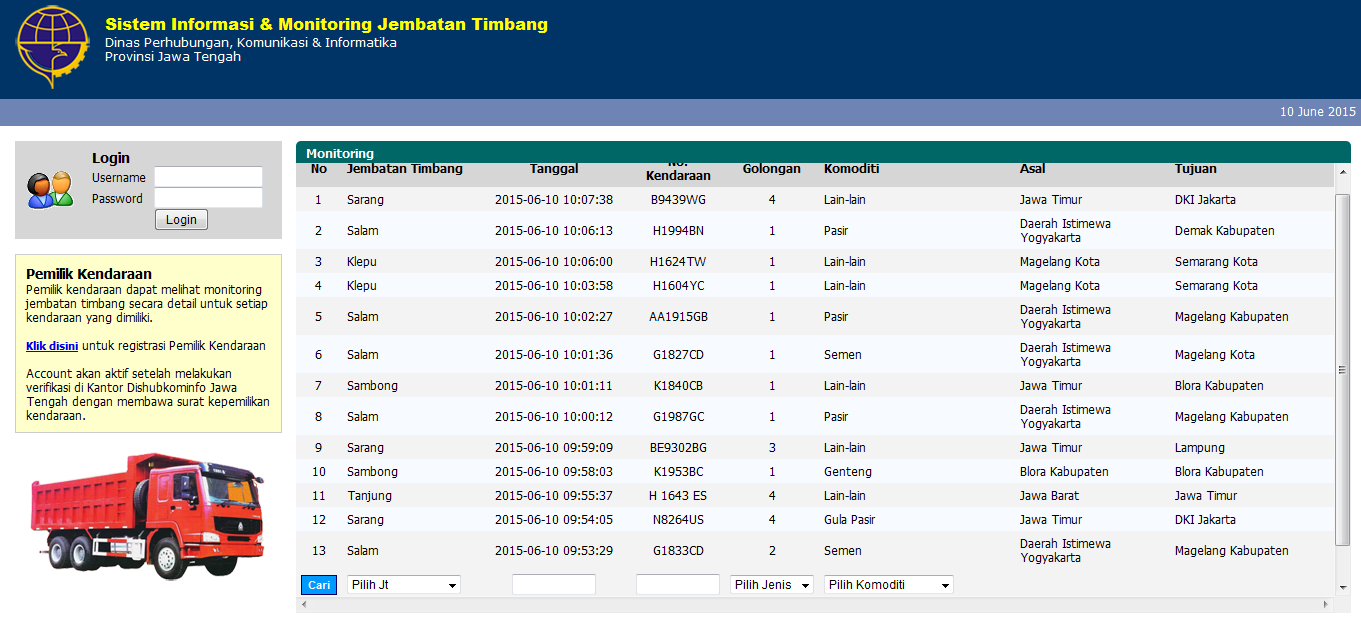 Sistem Informasi & Monitoring Jembatan Timbang
Dinas Perhubungan, Komunikasi & Informatika
Provinsi Jawa Tengah
10 June 2015
Login
Username
Password
Login
Pemilik Kendaraan
Pemilik kendaraan dapat melihat monitoring
jembatan timbang secara detail untuk setiap
kendaraan yang dimiliki.
Klik disini untuk registrasi Pemilik Kendaraan
Account akan aktif setelah melakukan
verifikasi di Kantor Dishubkominfo Jawa
Tengah dengan membawa surat kepemilikan
kendaraan.
Monitoring
No Jembatan Timbang Tanggal No. Kendaraan Golongan Komoditi Asal Tujuan
1 Sarang 2015-06-10 10:07:38 B9439WG 4 Lain-lain Jawa Timur DKI Jakarta
2 Salam 2015-06-10 10:06:13 H1994BN 1 Pasir Daerah Istimewa Yogyakarta Demak Kabupaten
3 Klepu 2015-06-10 10:06:00 H1624TW 1 Lain-lain Magelang Kota Semarang Kota
4 Klepu 2015-06-10 10:03:58 H1604YC 1 Lain-lain Magelang Kota Semarang Kota
5 Salam 2015-06-10 10:02:27 AA1915GB 1 Pasir Daerah Istimewa Yogyakarta Magelang Kabupaten
6 Salam 2015-06-10 10:01:36 G1827CD 1 Semen Daerah Istimewa Yogyakarta Magelang Kota
7 Sambong 2015-06-10 10:01:11 K1840CB 1 Lain-lain Jawa Timur Blora Kabupaten
8 Salam 2015-06-10 10:00:12 G1987GC 1 Pasir Daerah Istimewa Yogyakarta Magelang Kabupaten
9 Sarang 2015-06-10 09:59:09 BE9302BG 3 Lain-lain Jawa Timur Lampung
10 Sambong 2015-06-10 09:58:03 K1953BC 1 Genteng Blora Kabupaten Blora Kabupaten
11 Tanjung 2015-06-10 09:55:37 H 1643 ES 4 Lain-lain Jawa Barat Jawa Timur
12 Sarang 2015-06-10 09:54:05 N8264US 4 Gula Pasir Jawa Timur DKI Jakarta
13 Salam 2015-06-10 09:53:29 G1833CD 2 Semen Daerah Istimewa Yogyakarta Magelang Kabupaten
Cari Pilih Jt Pilih Jenis Pilih Komoditi